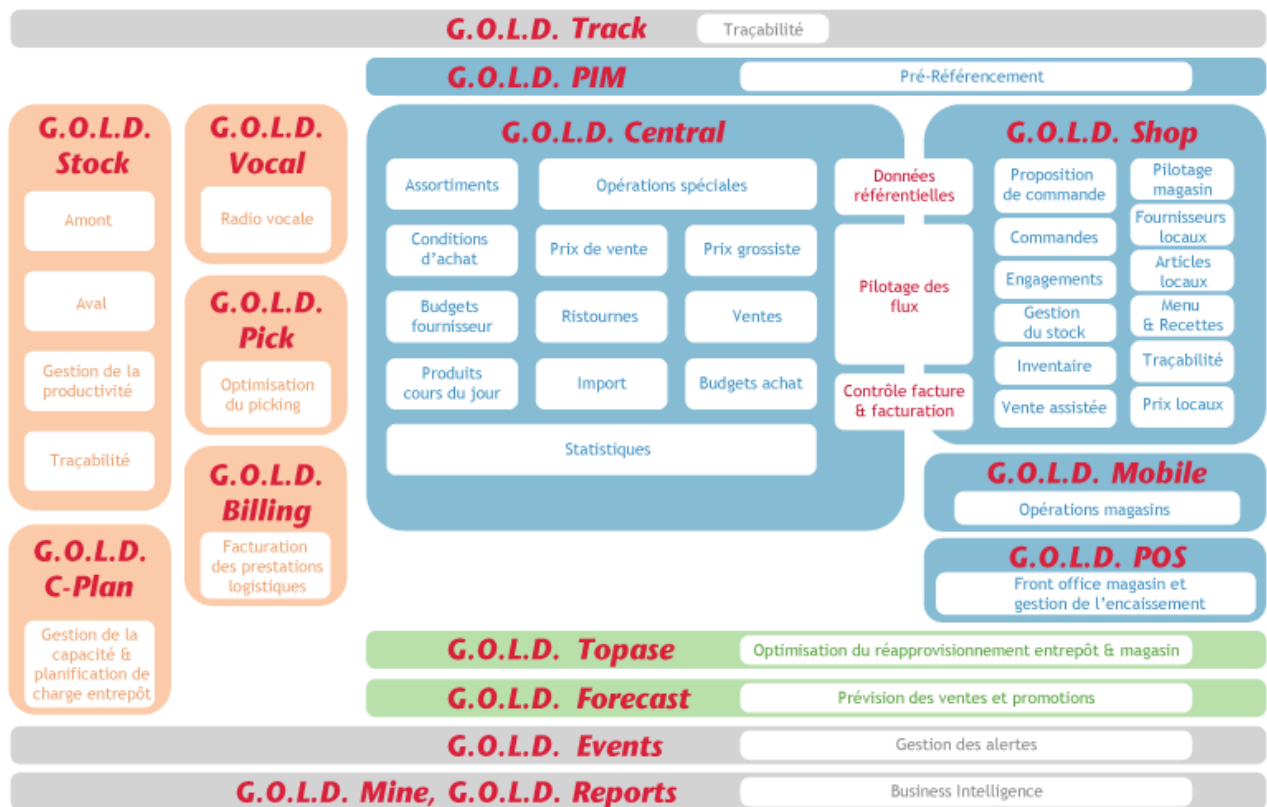 G.O.L.D. Track
Traçabilité
G.O.L.D. PIM
Pré-Référencement
G.O.L.D.
Stock
Amont
Aval
Gestion de la
productivité
Traçabilité
G.O.L.D.
C-Plan
Gestion de la
capacité &
planification de
charge entrepôt
G.O.L.D.
Vocal
Radio vocale
G.O.L.D.
Pick
Optimisation
du picking
G.O.L.D.
Billing
Facturation
des prestations
logistiques
G.O.L.D. Central
Assortiments
Opérations spéciales
Conditions
d'achat
Prix de vente
Prix grossiste
Budgets
fournisseur
Ristournes
Ventes
Produits
cours du jour
Import
Budgets achat
Statistiques
Données
référentielles
Pilotage des
flux
Contrôle facture
& facturation
G.O.L.D. Shop
Proposition
de commande
Commandes
Engagements
Gestion
du stock
Inventaire
Vente assistée
Pilotage
magasin
Fournisseurs
locaux
Articles
locaux
Menu
& Recettes
Traçabilité
Prix locaux
G.O.L.D. Mobile
Opérations magasins
G.O.L.D. POS
Front office magasin et
gestion de l'encaissement
G.O.L.D. Topase
Optimisation du réapprovisionnement entrepôt & magasin
G.O.L.D. Forecast
Prévision des ventes et promotions
G.O.L.D. Events
Gestion des alertes
G.O.L.D. Mine, G.O.L.D. Reports
Business Intelligence